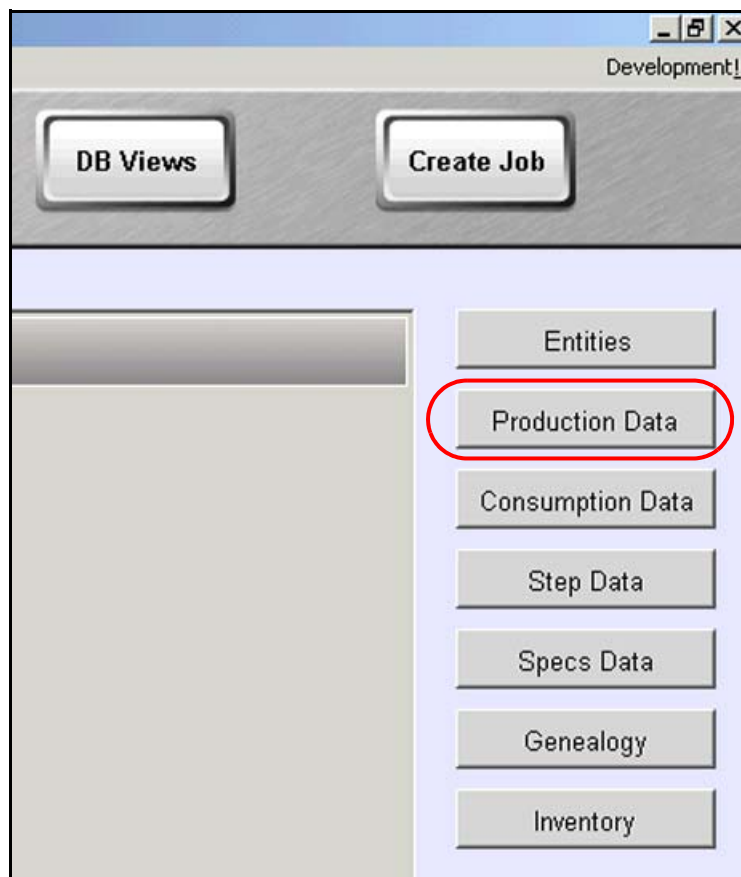 Development!
DB Views
Create Job
Entities
Production Data
Consumption Data
Step Data
Specs Data
Genealogy
Inventory